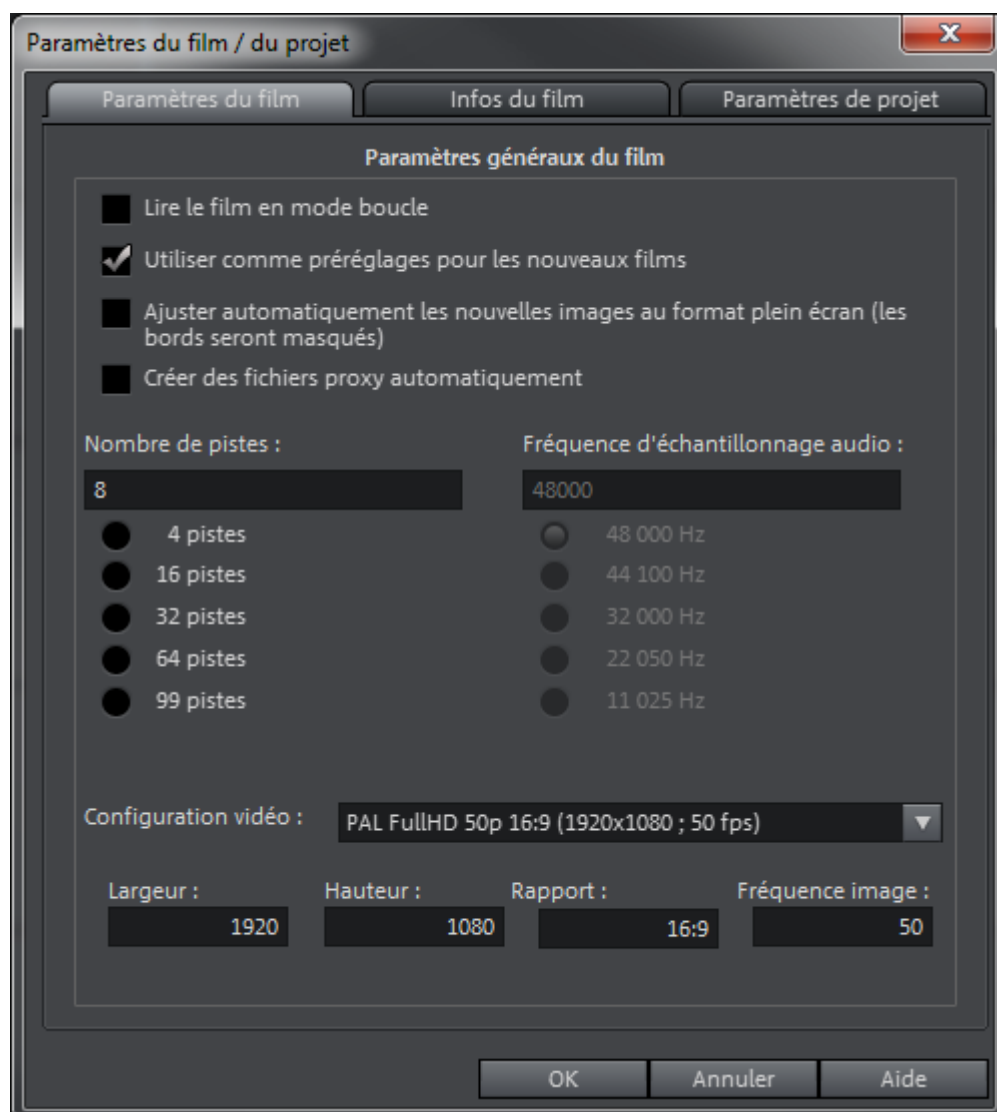 Paramètres du film / du projet
Paramètres du film
Infos du film
Paramètres de projet
Paramètres généraux du film
Lire le film en mode boucle
Utiliser comme préréglages pour les nouveaux films
Ajuster automatiquement les nouvelles images au format plein écran (les
bords seront masqués)
Créer des fichiers proxy automatiquement
Nombre de pistes :
8
4 pistes
16 pistes
32 pistes
64 pistes
99 pistes
Fréquence d'échantillonnage audio :
48000
48 000 Hz
44 100 Hz
32 000 Hz
22 050 Hz
11 025 Hz
Configuration vidéo :
PAL FullHD 50p 16:9 (1920x1080 ; 50 fps)
Largeur :
1920
Hauteur :
1080
Rapport :
16:9
Fréquence image :
50
OK
Annuler
Aide